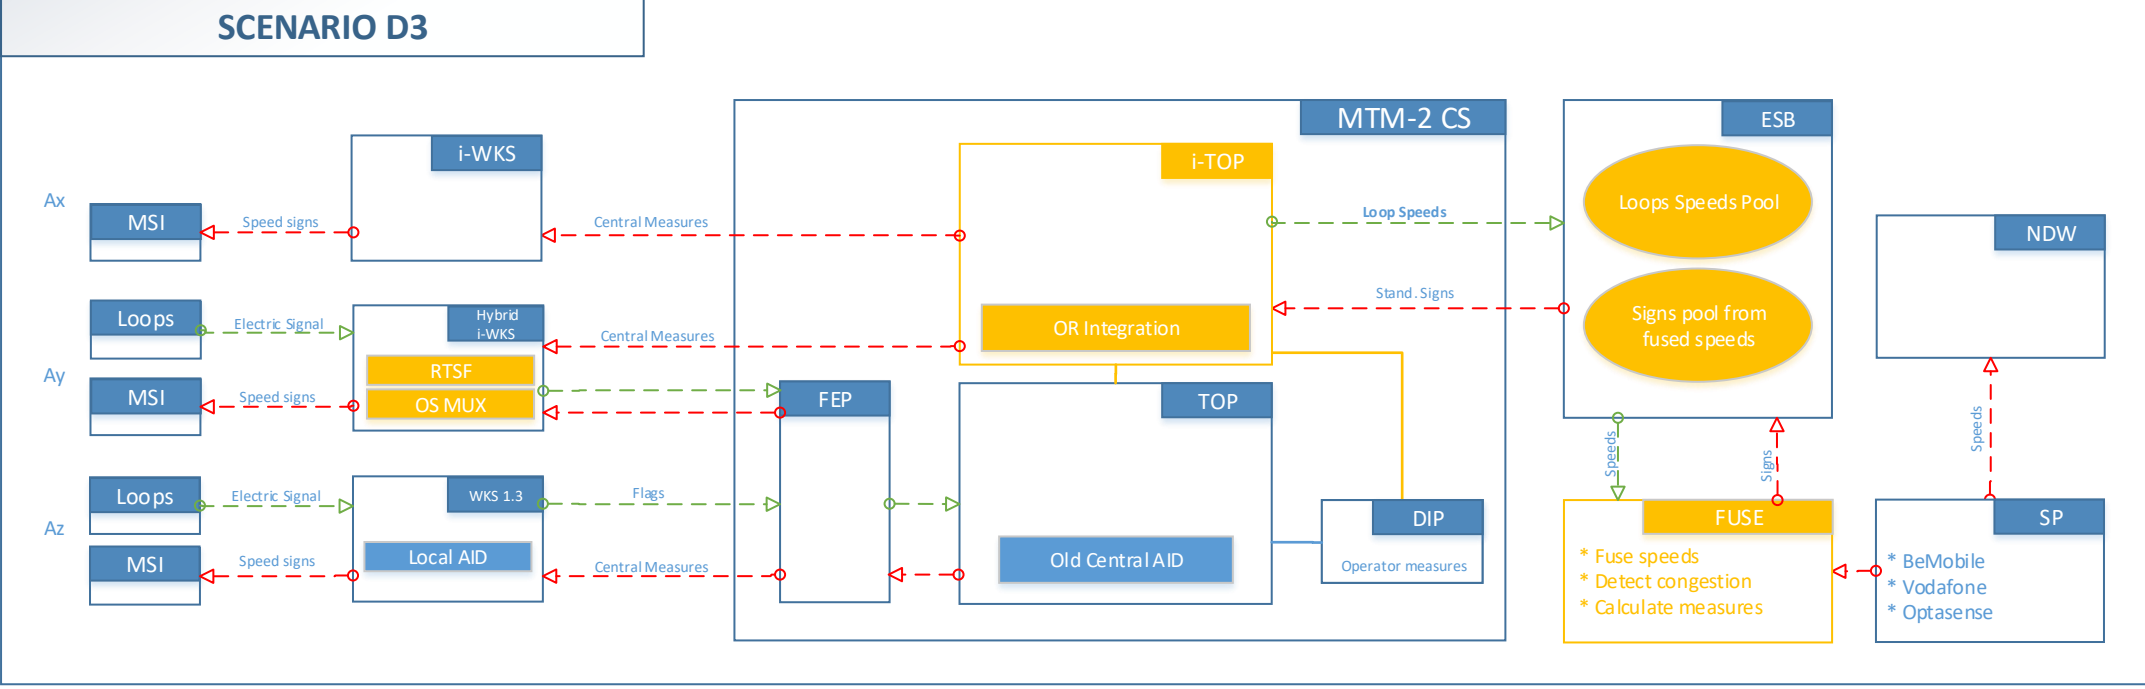 SCENARIO D3
MTM-2 CS
ESB
i-WKS
i-TOP
Loops Speeds Pool
Ax
MSI
Speed signs
Central Measures
Loop Speeds
NDW
Stand. Signs
Signs pool from
fused speeds
OR Integration
Loops
Electric Signal
Hybrid
i-WKS
Central Measures
RTSF
Ay
MSI
Speed signs
OS MUX
FEP
TOP
Speeds
Signs
Speeds
Loops
Electric Signal
WKS 1.3
Flags
Az
DIP
FUSE
SP
MSI
Speed signs
Local AID
Central Measures
Old Central AID
Operator measures
* Fuse speeds
* Detect congestion
* Calculate measures
* BeMobile
* Vodafone
* Optasense